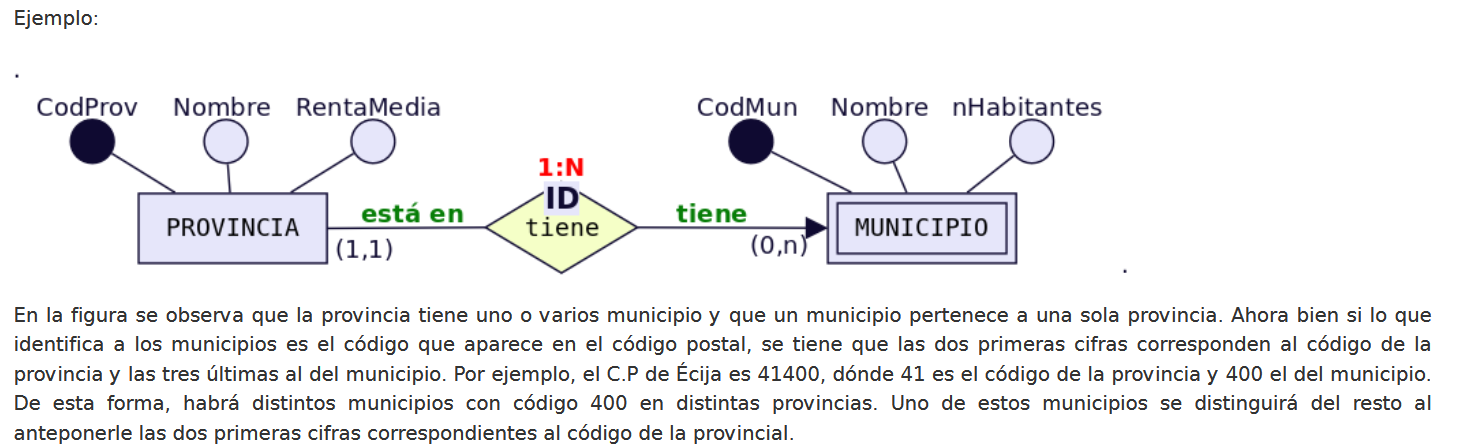 Ejemplo:
.
CodProv Nombre RentaMedia CodMun Nombre nHabitantes
1:N
ID
está en tiene
PROVINCIA tiene MUNICIPIO
(1,1) (0,n)
.
En la figura se observa que la provincia tiene uno o varios municipio y que un municipio pertenece a una sola provincia. Ahora bien si lo que
identifica a los municipios es el código que aparece en el código postal, se tiene que las dos primeras cifras corresponden al código de la
provincia y las tres últimas al del municipio. Por ejemplo, el C.P de Écija es 41400, dónde 41 es el código de la provincia y 400 el del municipio.
De esta forma, habrá distintos municipios con código 400 en distintas provincias. Uno de estos municipios se distinguirá del resto al
anteponerle las dos primeras cifras correspondientes al código de la provincial.